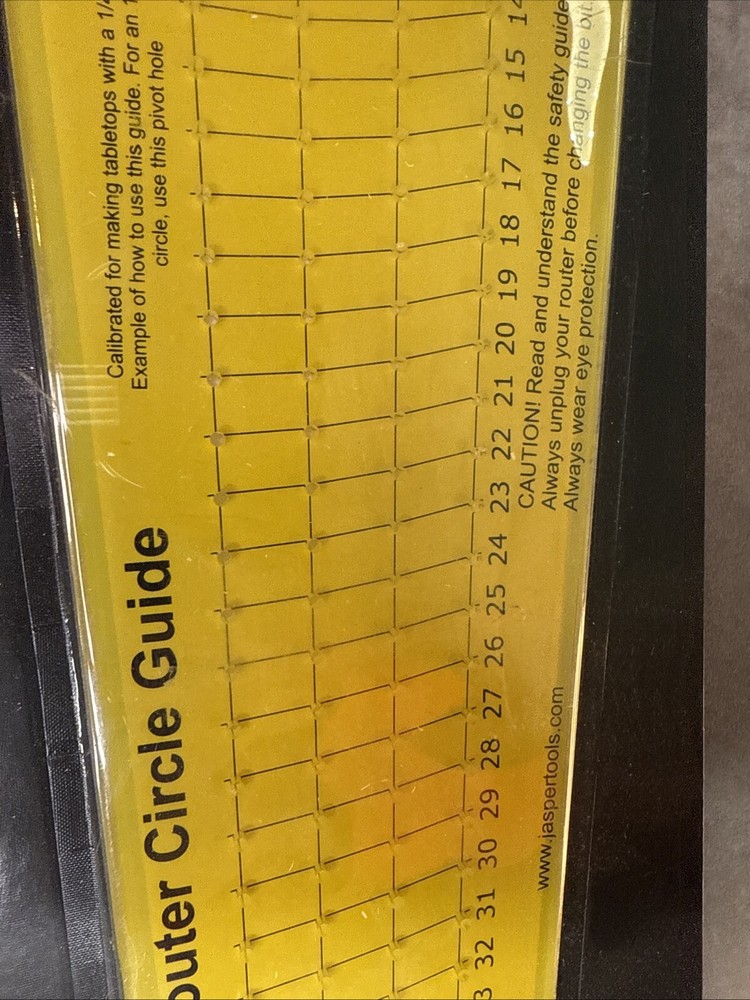 Calibrated for making tabletops with a 1/4
Example of how to use this guide. For an 1
circle, use this pivot hole
outer Circle Guide
14
15
16
17
18
19
20
21
22
23
24
25
26
27
28
29
30
31
32
3
CAUTION! Read and understand the safety guide
Always unplug your router before changing the bit.
Always wear eye protection.
www.jaspertools.com